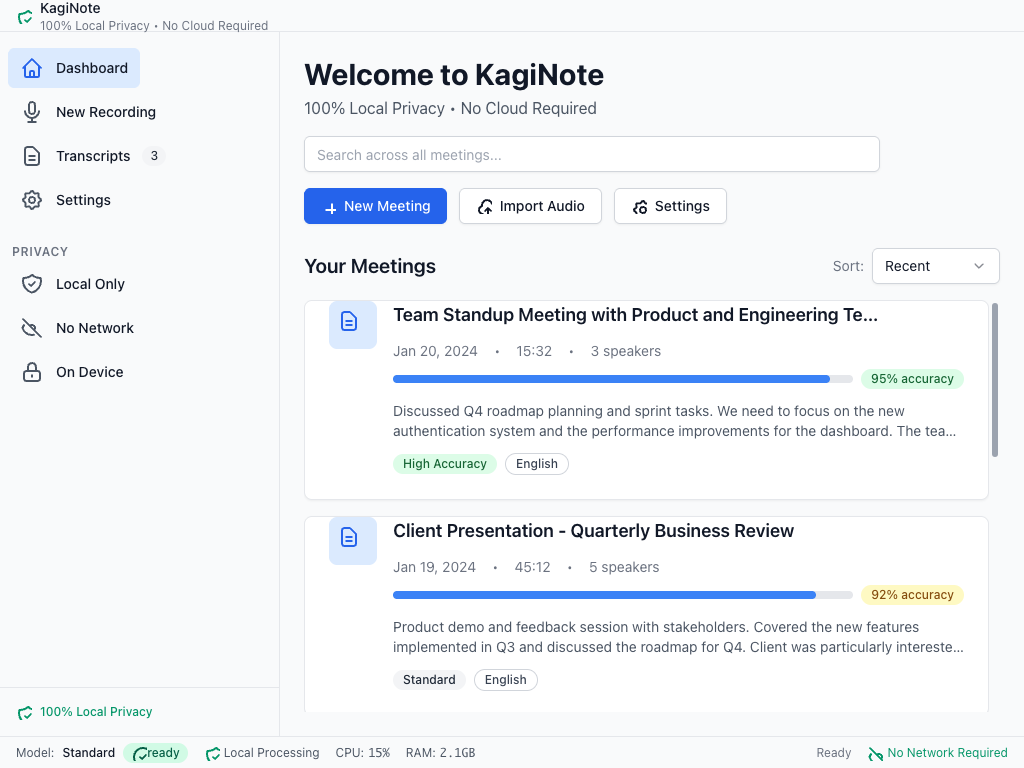 KagiNote
100% Local Privacy • No Cloud Required
Dashboard
New Recording
Transcripts 3
Settings
PRIVACY
Local Only
No Network
On Device
100% Local Privacy
Welcome to KagiNote
100% Local Privacy • No Cloud Required
Search across all meetings...
New Meeting
Import Audio
Settings
Your Meetings
Sort: Recent
Team Standup Meeting with Product and Engineering Te...
Jan 20, 2024 • 15:32 • 3 speakers
95% accuracy
Discussed Q4 roadmap planning and sprint tasks. We need to focus on the new
authentication system and the performance improvements for the dashboard. The tea...
High Accuracy English
Client Presentation - Quarterly Business Review
Jan 19, 2024 • 45:12 • 5 speakers
92% accuracy
Product demo and feedback session with stakeholders. Covered the new features
implemented in Q3 and discussed the roadmap for Q4. Client was particularly intereste...
Standard English
Model: Standard ready Local Processing CPU: 15% RAM: 2.1GB Ready No Network Required